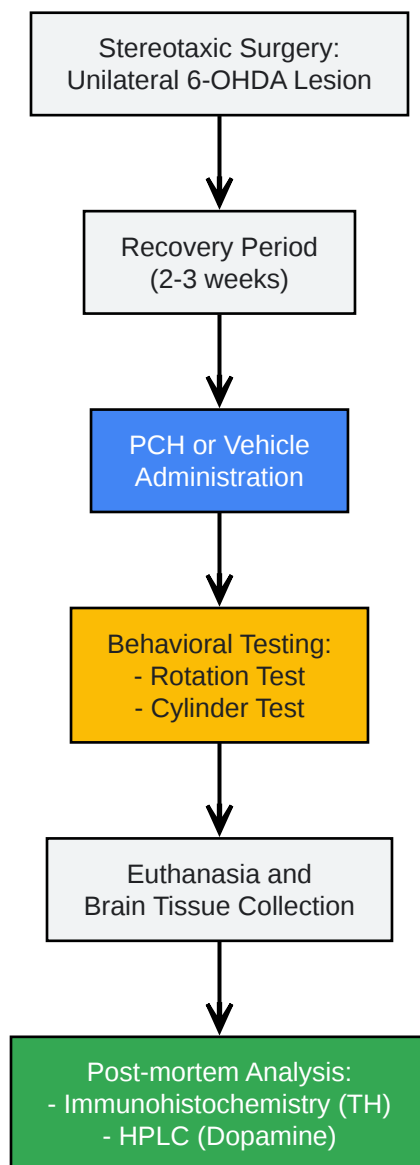 Stereotaxic Surgery:
Unilateral 6-OHDA Lesion
Recovery Period
(2-3 weeks)
PCH or Vehicle
Administration
Behavioral Testing:
- Rotation Test
- Cylinder Test
Euthanasia and
Brain Tissue Collection
Post-mortem Analysis:
- Immunohistochemistry (TH)
- HPLC (Dopamine)